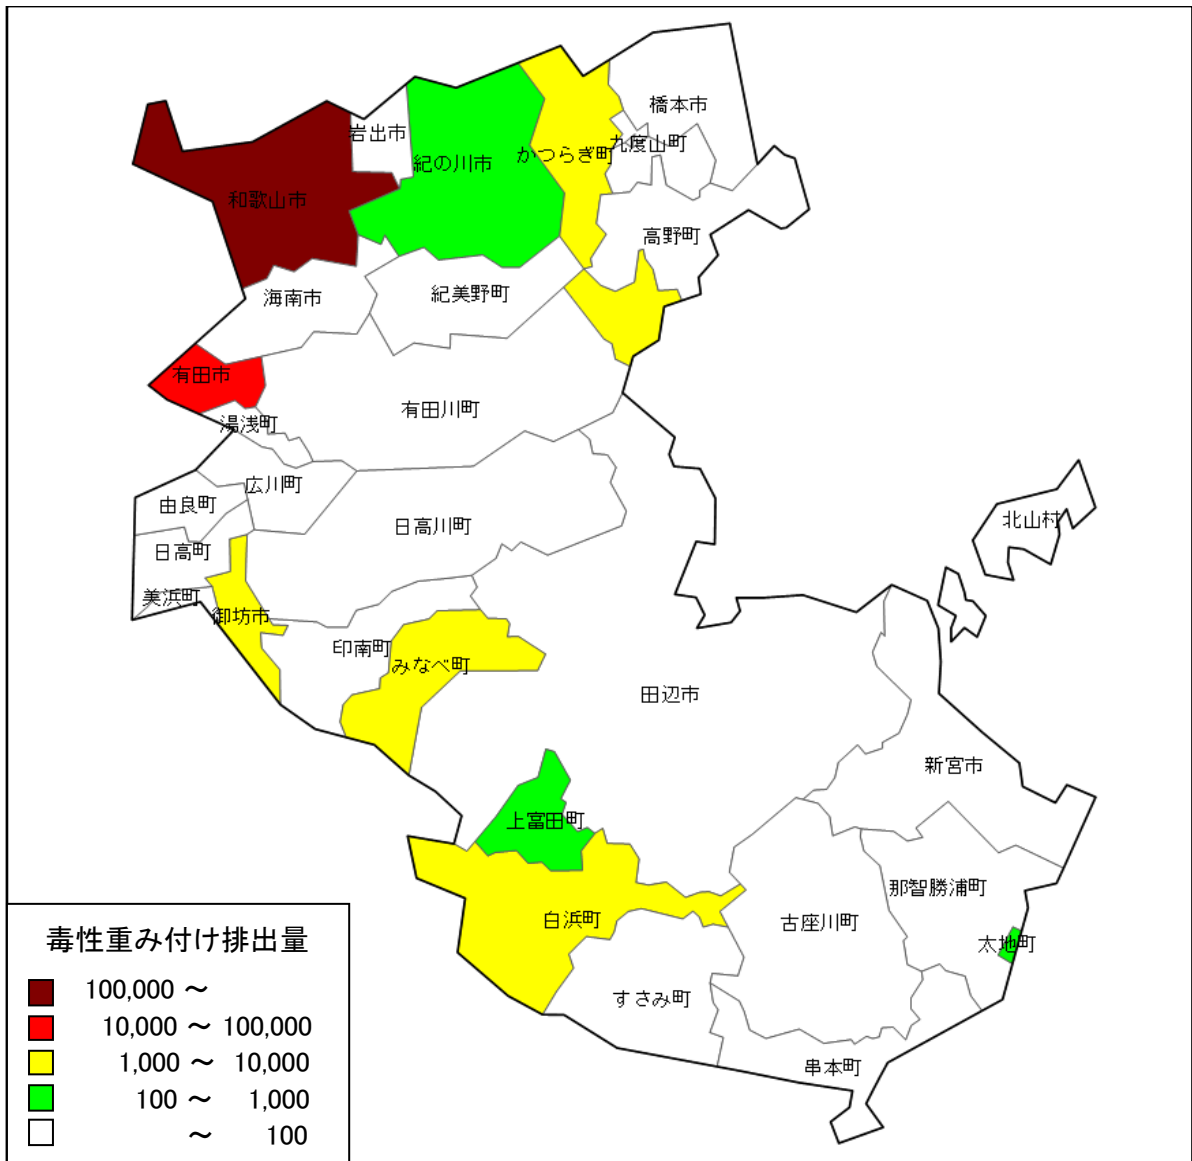 橋本市
岩出市
九度山町
かつらぎ町
紀の川市
和歌山市
高野町
紀美野町
海南市
有田市
有田川町
湯浅町
広川町
由良町
北山村
日高川町
日高町
美浜町
御坊市
印南町
みなべ町
田辺市
新宮市
上富田町
那智勝浦町
白浜町
古座川町
太地町
すさみ町
串本町
毒性重み付け排出量
100,000 ～
10,000 ～ 100,000
1,000 ～ 10,000
100 ～ 1,000
～ 100